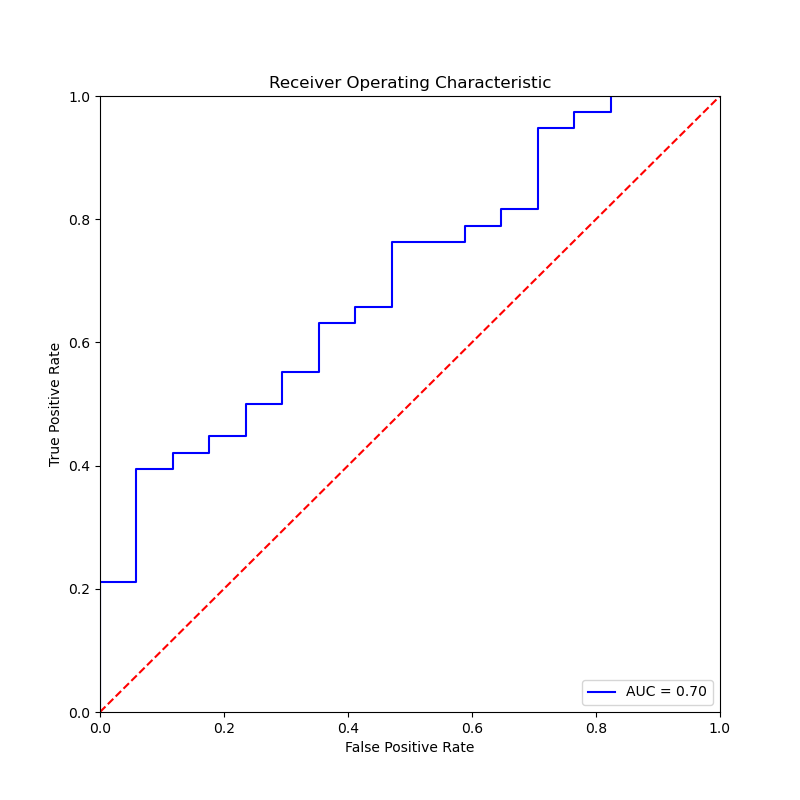 Receiver Operating Characteristic
True Positive Rate
1.0
0.8
0.6
0.4
0.2
0.0
AUC = 0.70
0.0 0.2 0.4 0.6 0.8 1.0
False Positive Rate